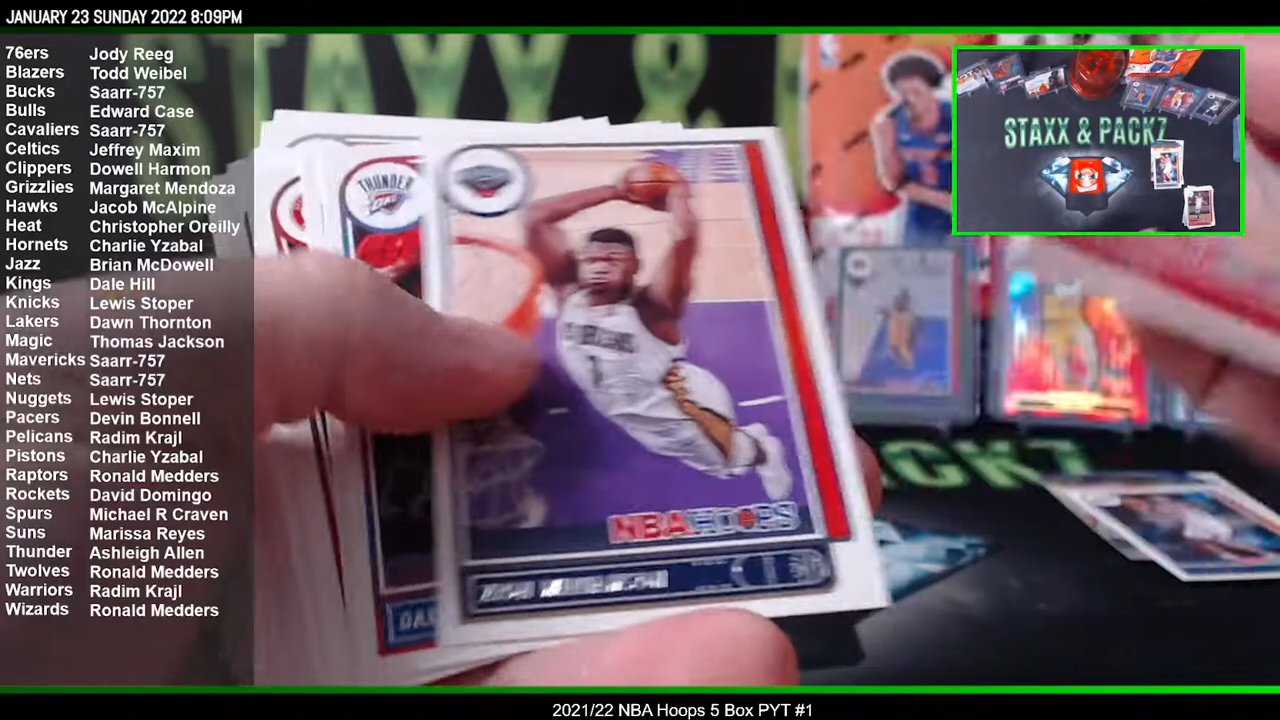 JANUARY 23 SUNDAY 2022 8:09PM
76ers Jody Reeg
Blazers Todd Weibel
Bucks Saarr-757
Bulls Edward Case
Cavaliers Saarr-757
Celtics Jeffrey Maxim
Clippers Dowell Harmon
Grizzlies Margaret Mendoza
Hawks Jacob McAlpine
Heat Christopher Oreilly
Hornets Charlie Yzabal
Jazz Brian McDowell
Kings Dale Hill
Knicks Lewis Stoper
Lakers Dawn Thornton
Magic Thomas Jackson
Mavericks Saarr-757
Nets Saarr-757
Nuggets Lewis Stoper
Pacers Devin Bonnell
Pelicans Radim Krajl
Pistons Charlie Yzabal
Raptors Ronald Medders
Rockets David Domingo
Spurs Michael R Craven
Suns Marissa Reyes
Thunder Ashleigh Allen
Twolves Ronald Medders
Warriors Radim Krajl
Wizards Ronald Medders
STAXX & PACKZ
THUNDER
1
NBA HOOPS
2021/22 NBA Hoops 5 Box PYT #1